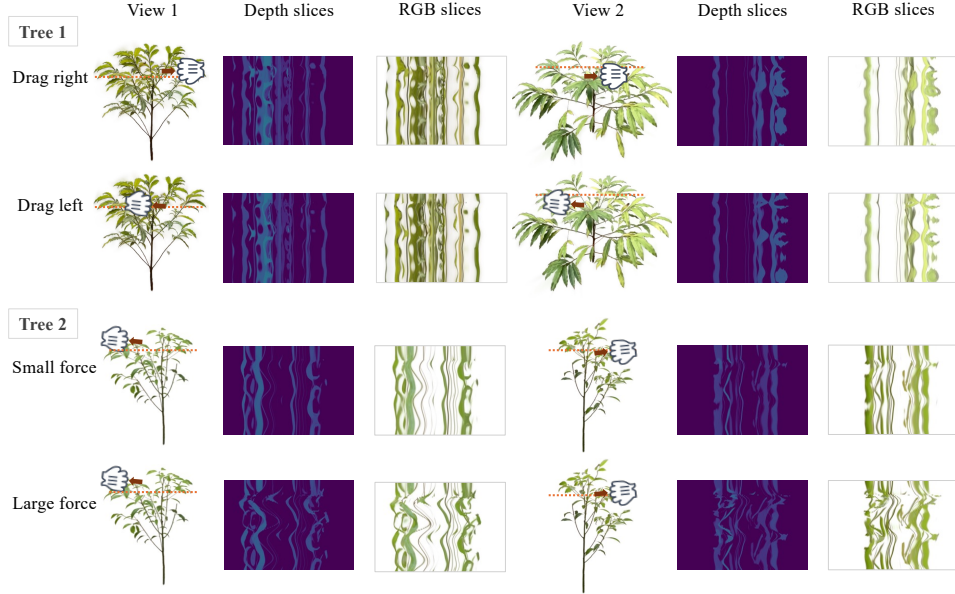 View 1 Depth slices RGB slices View 2 Depth slices RGB slices
Tree 1
Drag right
Drag left
Tree 2
Small force
Large force